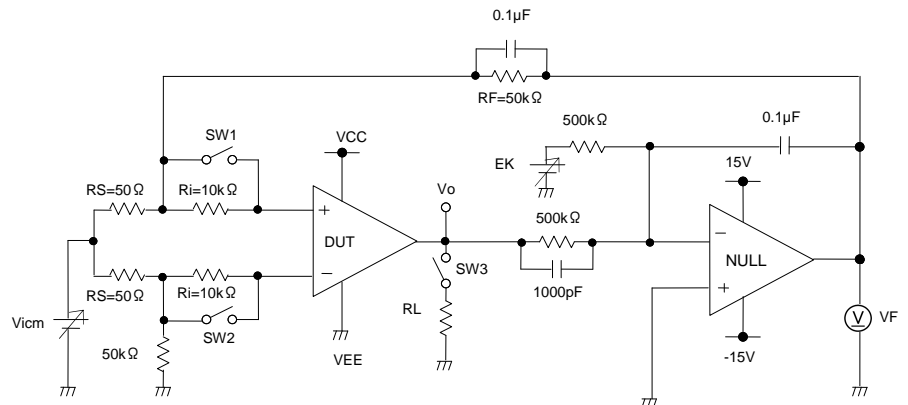 0.1µF
RF=50kΩ
0.1µF
500kΩ
SW1
VCC
EK
15V
RS=50Ω
Ri=10kΩ
Vo
500kΩ
+
DUT
−
−
NULL
+
RS=50Ω
Ri=10kΩ
SW3
1000pF
Vicm
SW2
RL
V
VF
50kΩ
VEE
-15V